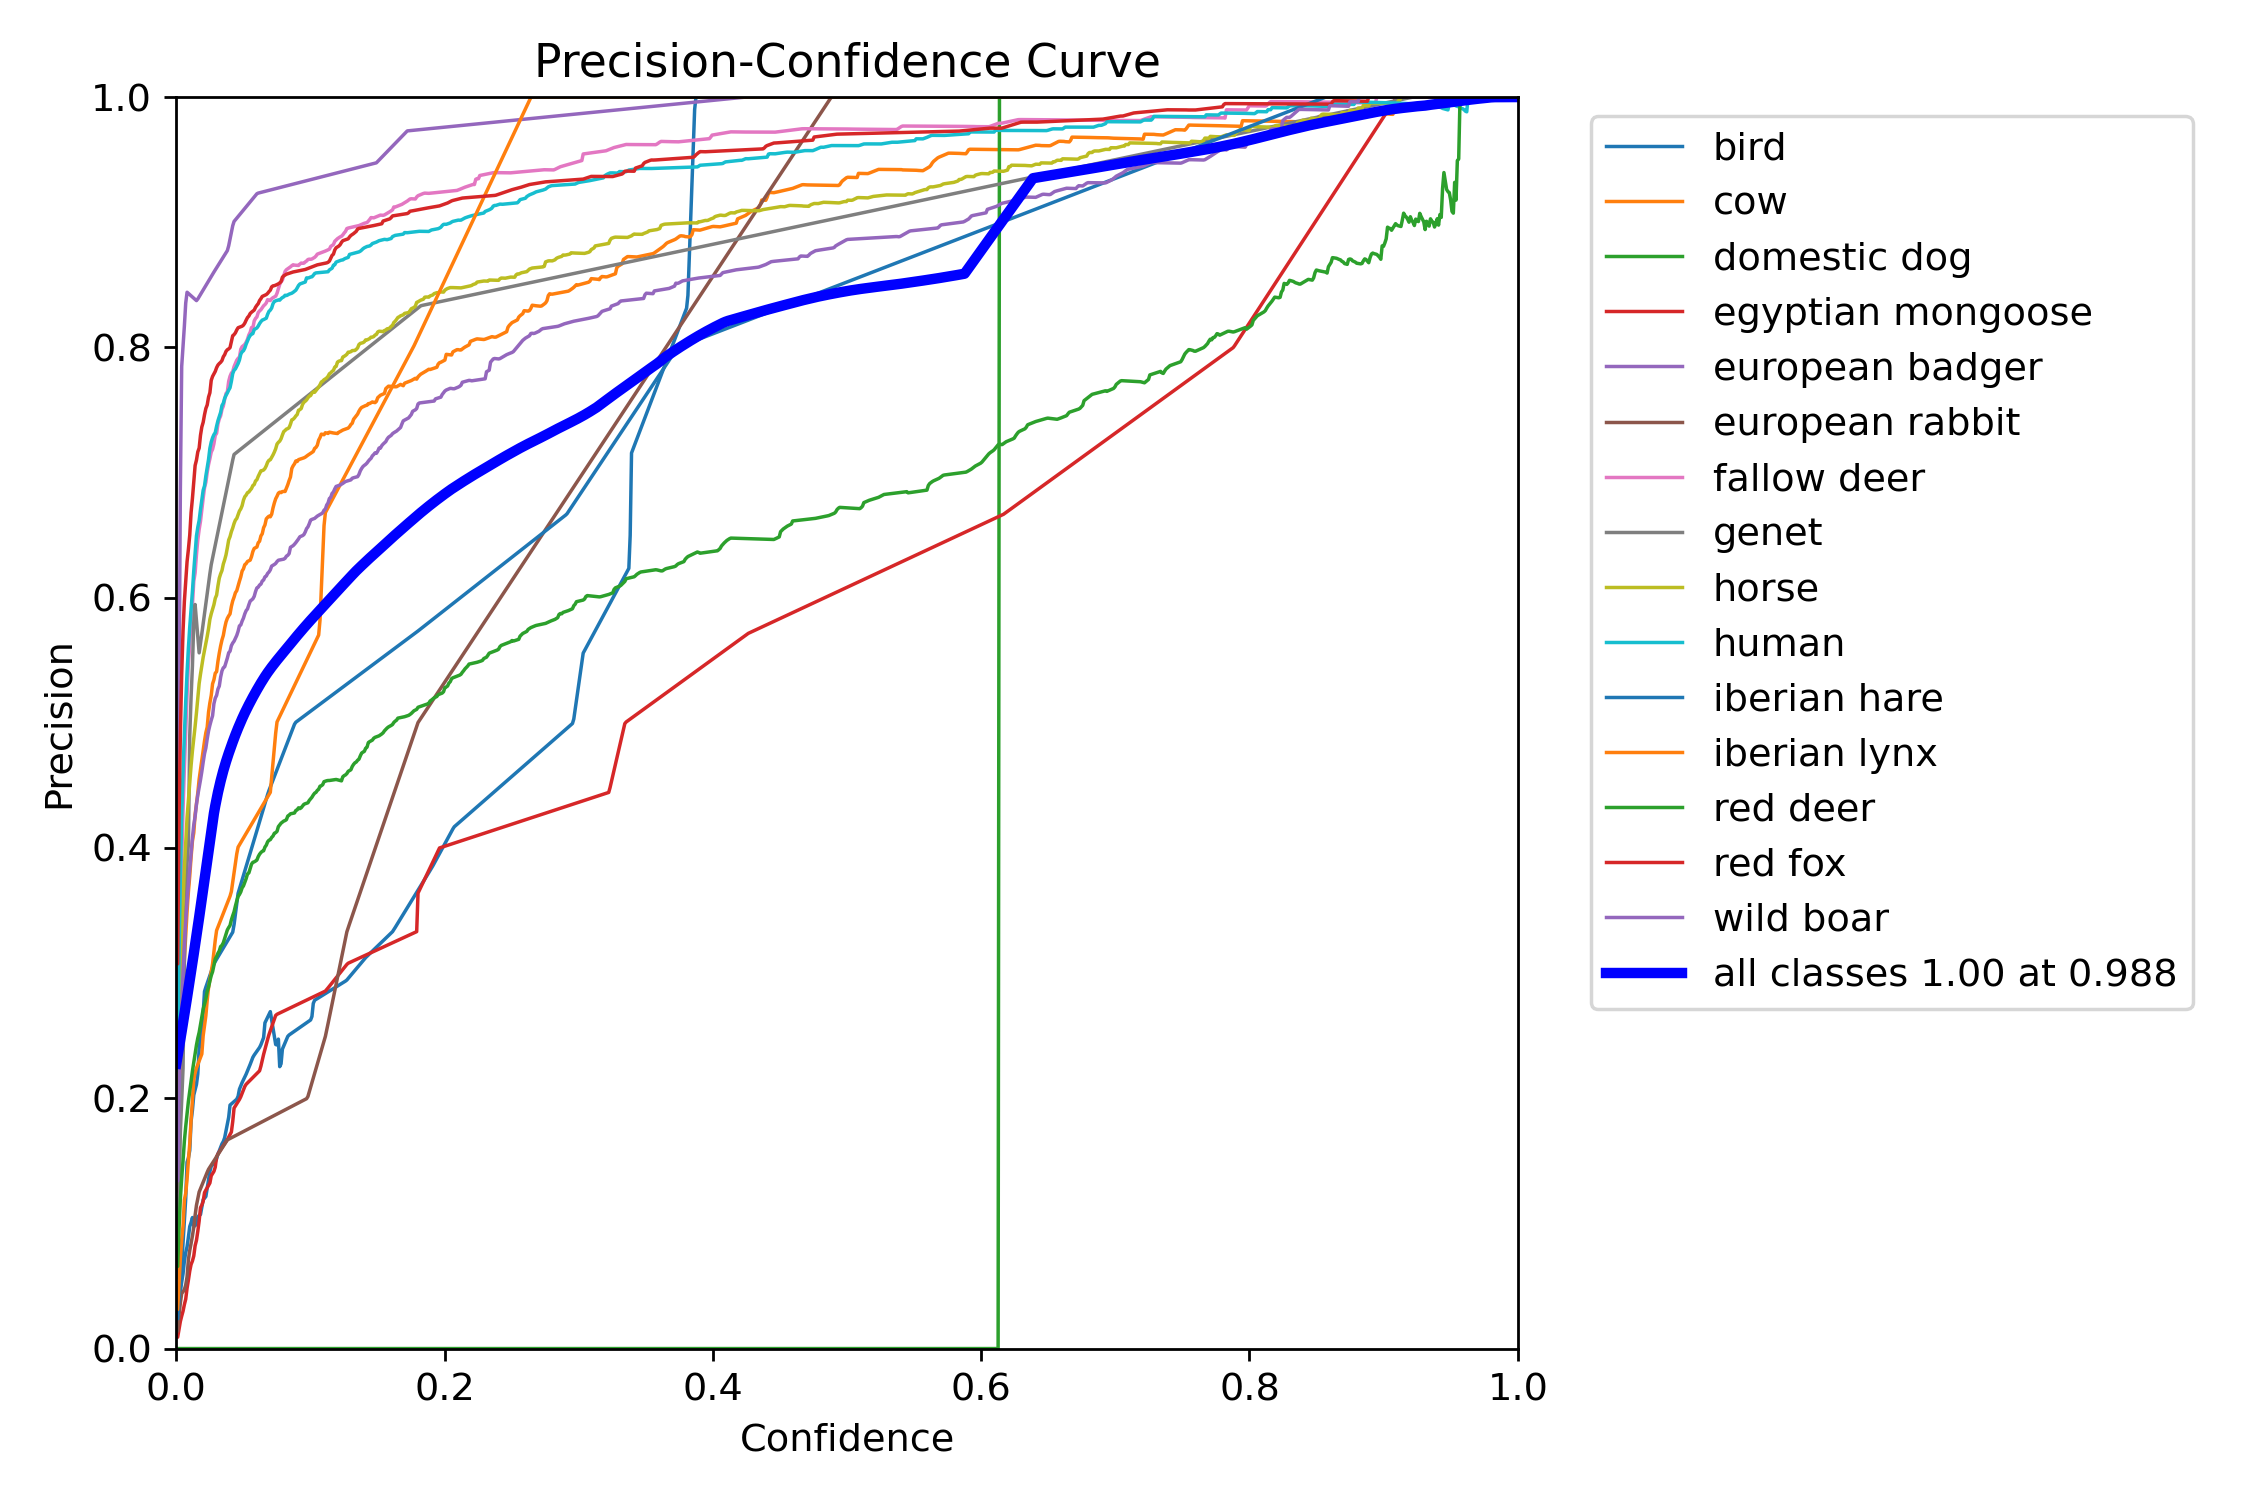 Precision-Confidence Curve
1.0
0.8
0.6
0.4
0.2
0.0
Precision
0.0 0.2 0.4 0.6 0.8 1.0
Confidence
bird
cow
domestic dog
egyptian mongoose
european badger
european rabbit
fallow deer
genet
horse
human
iberian hare
iberian lynx
red deer
red fox
wild boar
all classes 1.00 at 0.988